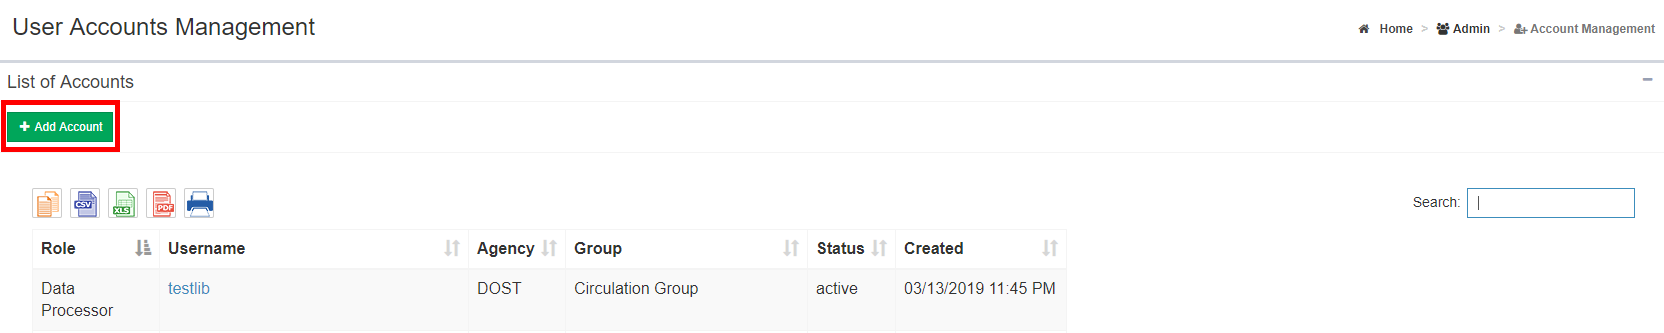 User Accounts Management
Home > Admin > Account Management
List of Accounts
+ Add Account
CSV XLS PDF
Search:
Role Username Agency Group Status Created
Data Processor testlib DOST Circulation Group active 03/13/2019 11:45 PM